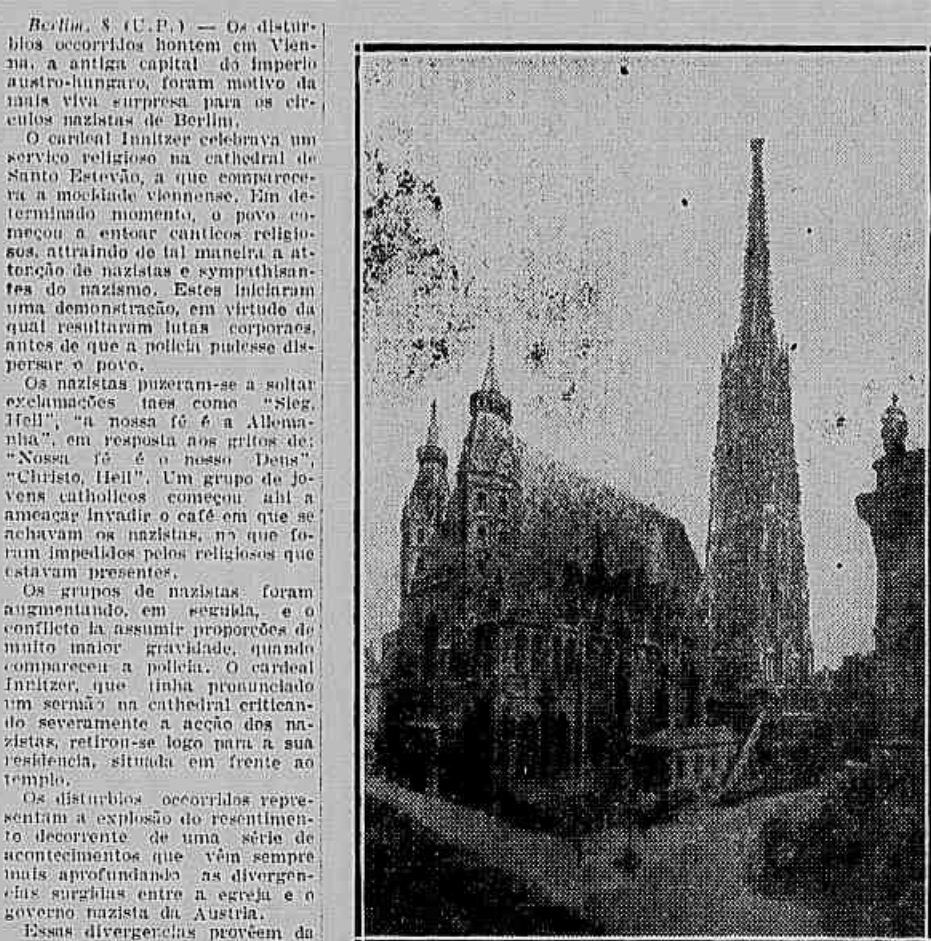 Berlim, 8 (U.P.) — Os distur-
bios occorridos hontem em Vien-
na, a antiga capital do imperio
austro-hungaro, foram motivo da
mais viva surpresa para os cir-
culos nazistas de Berlim.
O cardeal Innitzer celebrava um
serviço religioso na cathedral de
Santo Estevão, a que comparece-
ra a mocidade viennense. Em de-
terminado momento, o povo co-
meçou a entoar canticos religio-
sos, attraindo de tal maneira a at-
tenção de nazistas e sympathisan-
tes do nazismo. Estes iniciaram
uma demonstração, em virtude da
qual resultaram lutas corporaes,
antes de que a policia pudesse dis-
persar o povo.
Os nazistas puzeram-se a soltar
exclamações taes como "Sieg,
Heil", "a nossa fé é a Allema-
nha", em resposta aos gritos de:
"Nossa fé é o nosso Deus",
"Christo, Heil". Um grupo de jo-
vens catholicos começou ahi a
ameaçar invadir o café em que se
achavam os nazistas, no que fo-
ram impedidos pelos religiosos que
estavam presentes.
Os grupos de nazistas foram
augmentando, em seguida, e o
conflicto ia assumir proporções de
muito maior gravidade, quando
compareceu a policia. O cardeal
Innitzer, que tinha pronunciado
um sermão na cathedral critican-
do severamente a acção dos na-
zistas, retirou-se logo para a sua
residencia, situada em frente ao
templo.
Os disturbios occorridos repre-
sentam a explosão do resentimen-
to decorrente de uma série de
acontecimentos que vêm sempre
mais aprofundando as divergen-
cias surgidas entre a egreja e o
governo nazista da Austria.
Essas divergencias provêem da